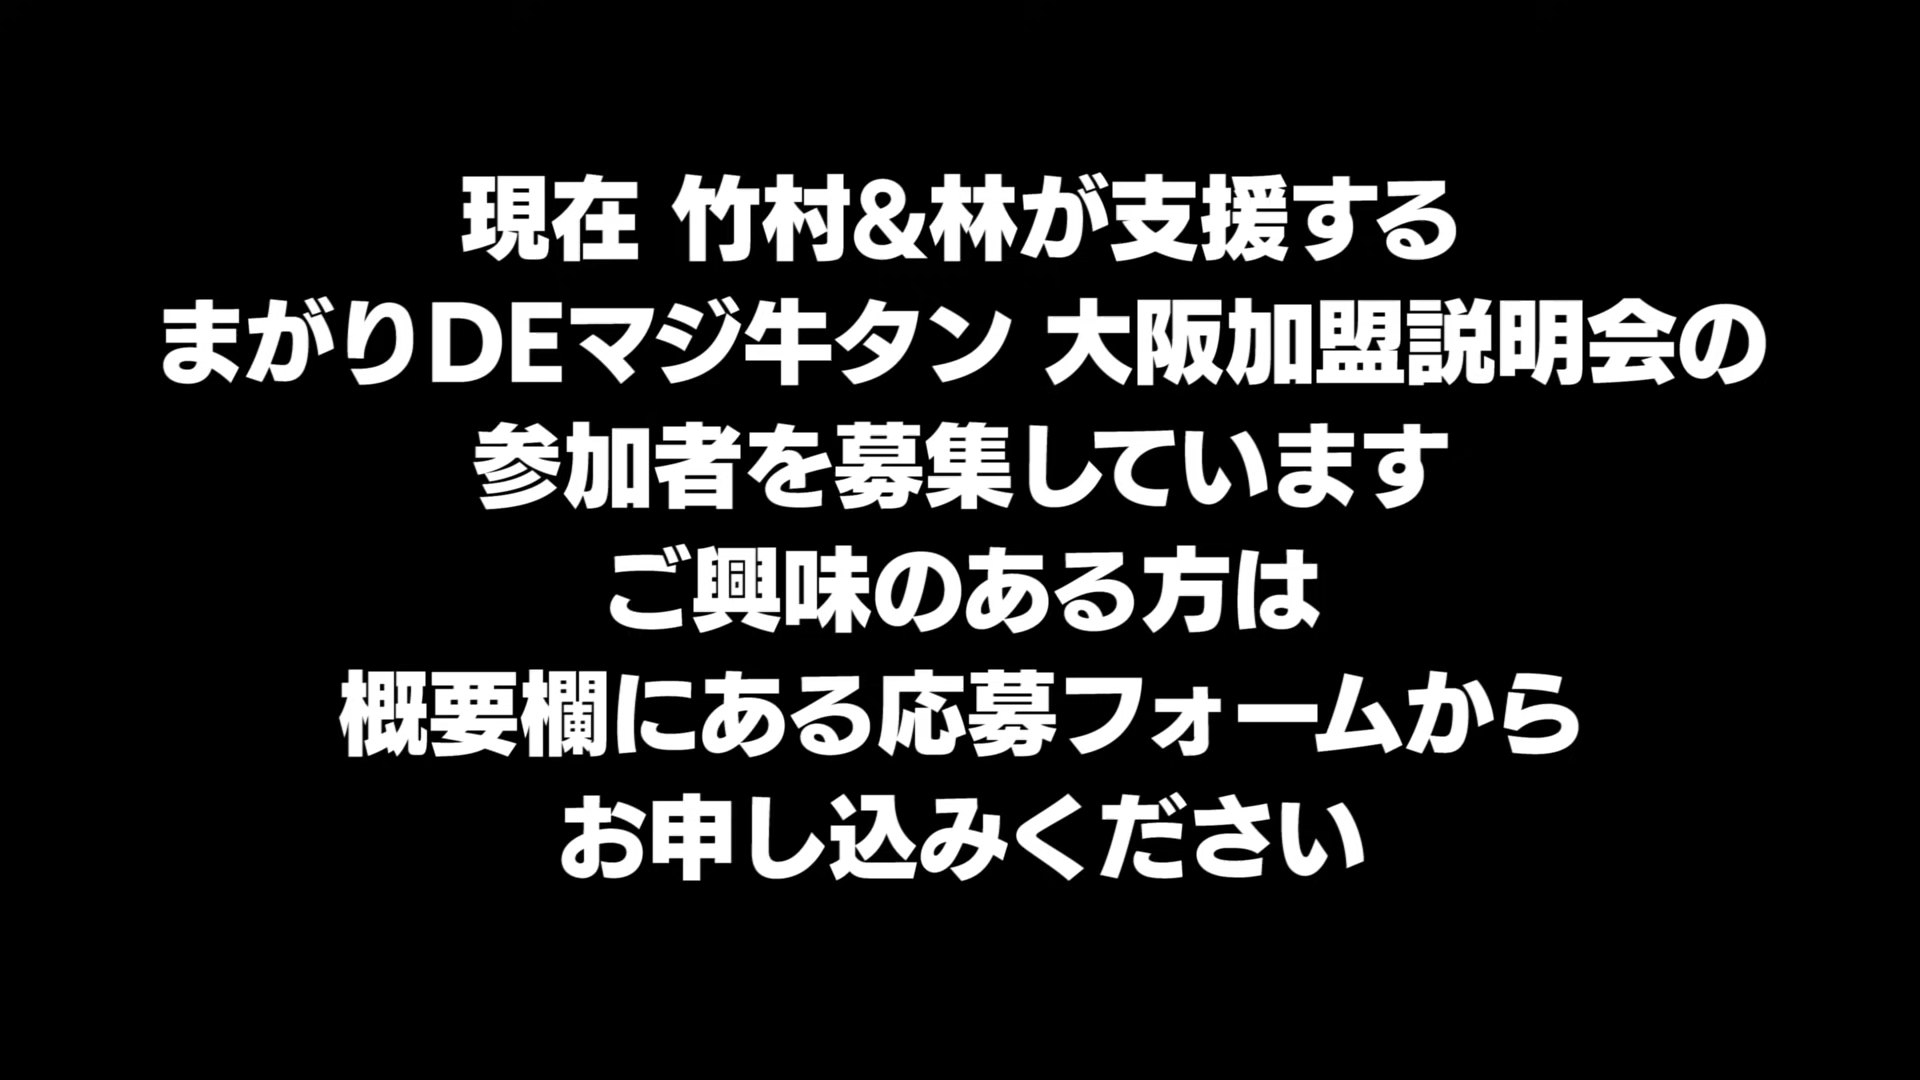 現在 竹村&林が支援する
まがりDEマジ牛タン 大阪加盟説明会の
参加者を募集しています
ご興味のある方は
概要欄にある応募フォームから
お申し込みください